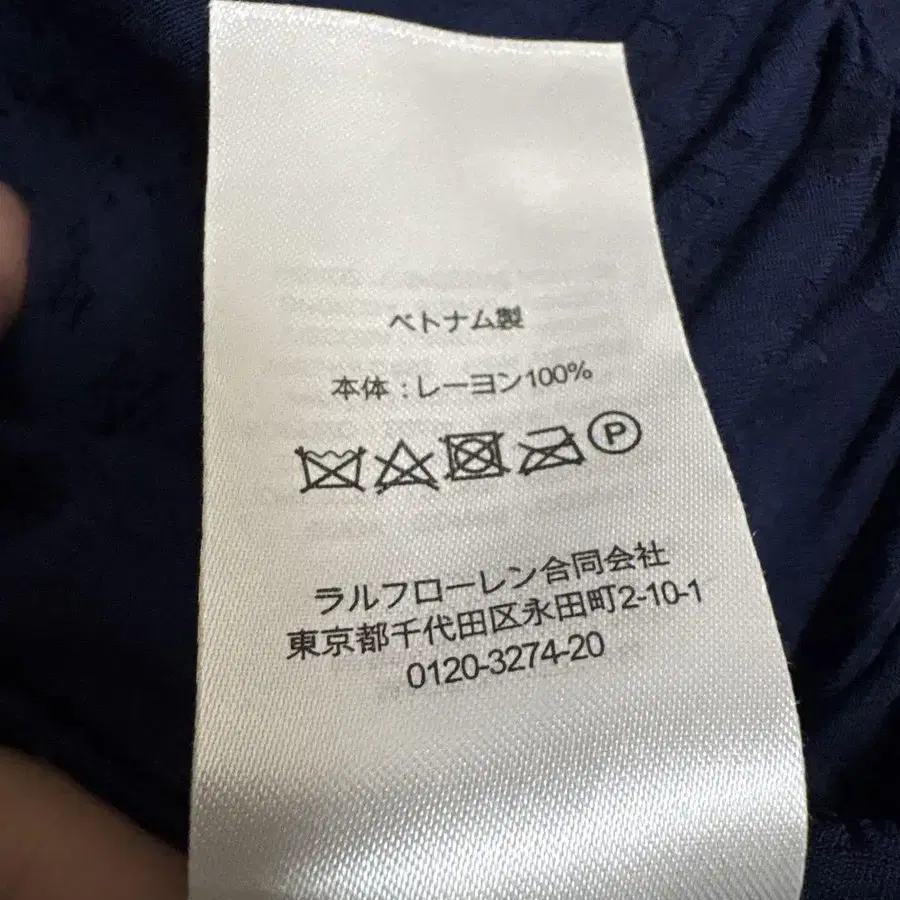 ベトナム製
本体:レーヨン100%
P
ラルフローレン合同会社
東京都千代田区永田町2-10-1
0120-3274-20